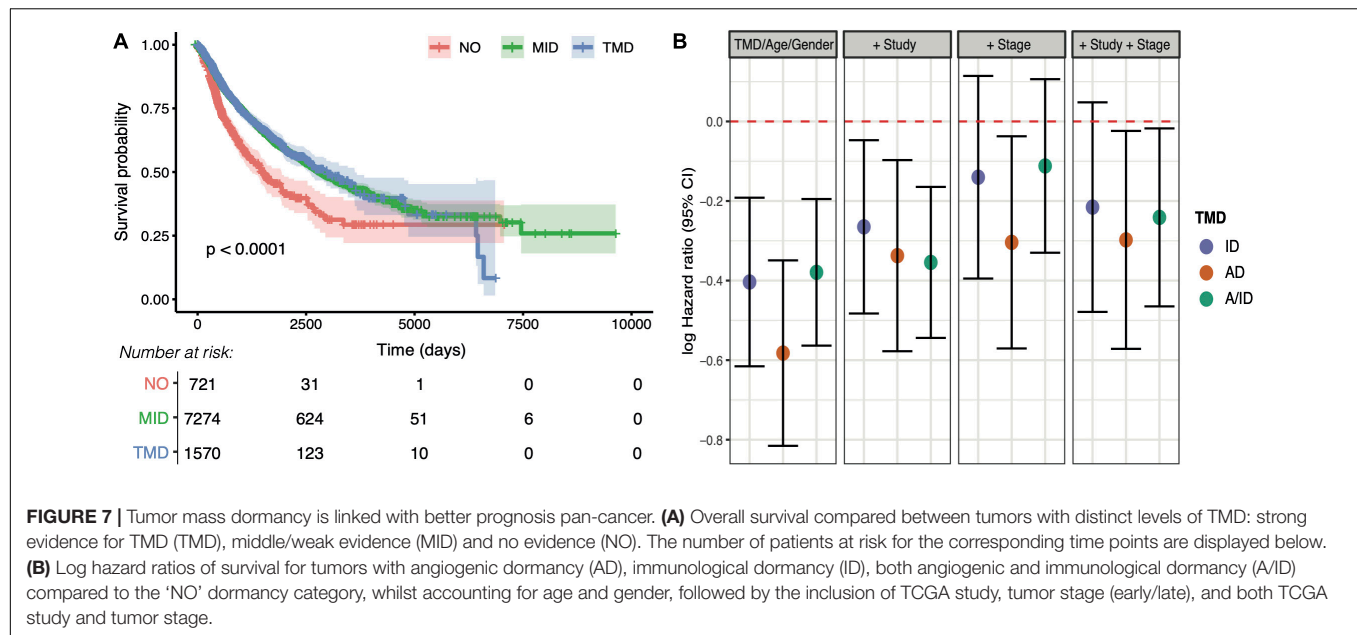 A
NO MID TMD
1.00
0.75
0.50
0.25
0.00
Survival probability
p < 0.0001
0 2500 5000 7500 10000
Time (days)
Number at risk:
NO 721 31 1 0 0
MID 7274 624 51 6 0
TMD 1570 123 10 0 0
B
TMD/Age/Gender + Study + Stage + Study + Stage
0.0
−0.2
−0.4
−0.6
−0.8
log Hazard ratio (95% CI)
TMD
ID
AD
A/ID
FIGURE 7 | Tumor mass dormancy is linked with better prognosis pan-cancer. (A) Overall survival compared between tumors with distinct levels of TMD: strong
evidence for TMD (TMD), middle/weak evidence (MID) and no evidence (NO). The number of patients at risk for the corresponding time points are displayed below.
(B) Log hazard ratios of survival for tumors with angiogenic dormancy (AD), immunological dormancy (ID), both angiogenic and immunological dormancy (A/ID)
compared to the ‘NO’ dormancy category, whilst accounting for age and gender, followed by the inclusion of TCGA study, tumor stage (early/late), and both TCGA
study and tumor stage.